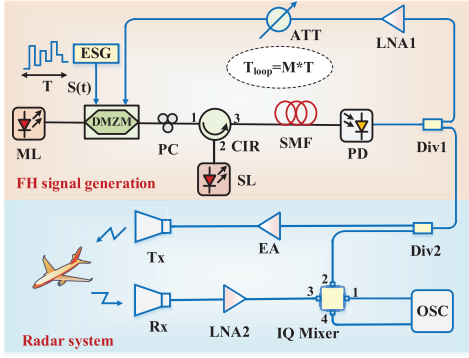 ATT
LNA1
ESG
T
S(t)
T_loop=M*T
DMZM
1
3
2
ML
PC
CIR
SMF
PD
Div1
SL
FH signal generation
Tx
EA
Div2
2
3
1
4
OSC
Rx
LNA2
IQ Mixer
Radar system